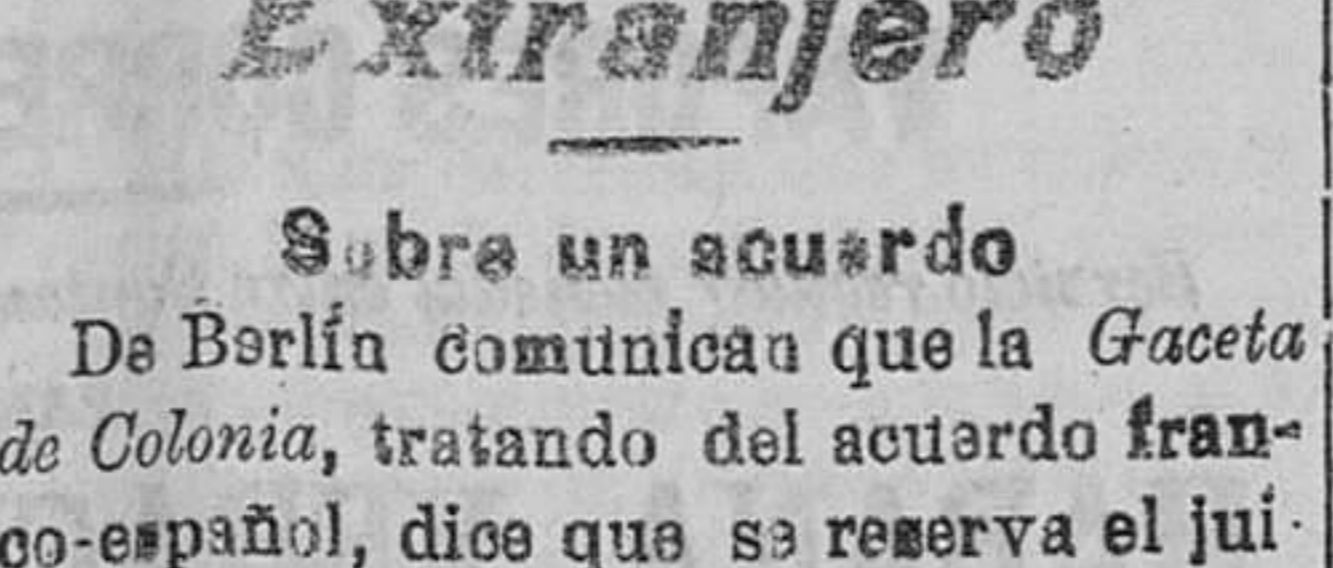 Extranjero
Sobre un acuerdo
De Berlín comunican que la Gaceta
de Colonia, tratando del acuerdo fran-
co-español, dice que se reserva el jui-